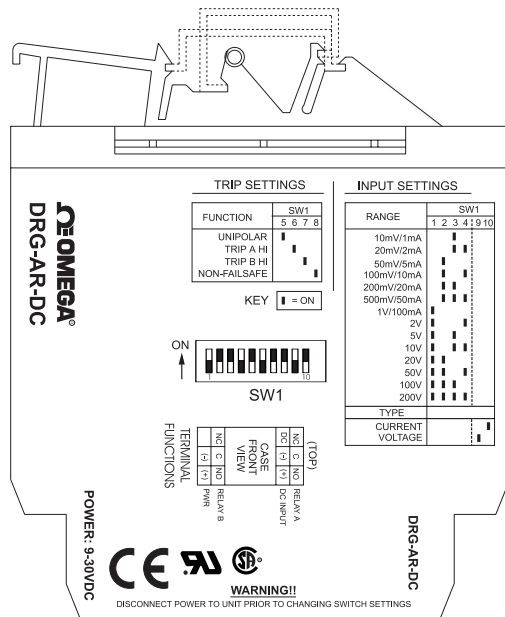 TRIP SETTINGS
FUNCTION
SW1
5 6 7 8
UNIPOLAR
TRIP A HI
TRIP B HI
NON-FAILSAFE
KEY
= ON
INPUT SETTINGS
RANGE
SW1
1 2 3 4 9 10
10mV/1mA
20mV/2mA
50mV/5mA
100mV/10mA
200mV/20mA
500mV/50mA
1V/100mA
2V
5V
10V
20V
50V
100V
200V
TYPE
CURRENT
VOLTAGE
ΩE OMEGA®
DRG-AR-DC
ON
1 10
SW1
TERMINAL
FUNCTIONS
(-) (+) PWR
NC C NO RELAY B
CASE
FRONT
VIEW
DC (-) (+) DC INPUT
NC C NO RELAY A
(TOP)
POWER: 9-30VDC
DRG-AR-DC
CE
SA
WARNING!!
DISCONNECT POWER TO UNIT PRIOR TO CHANGING SWITCH SETTINGS